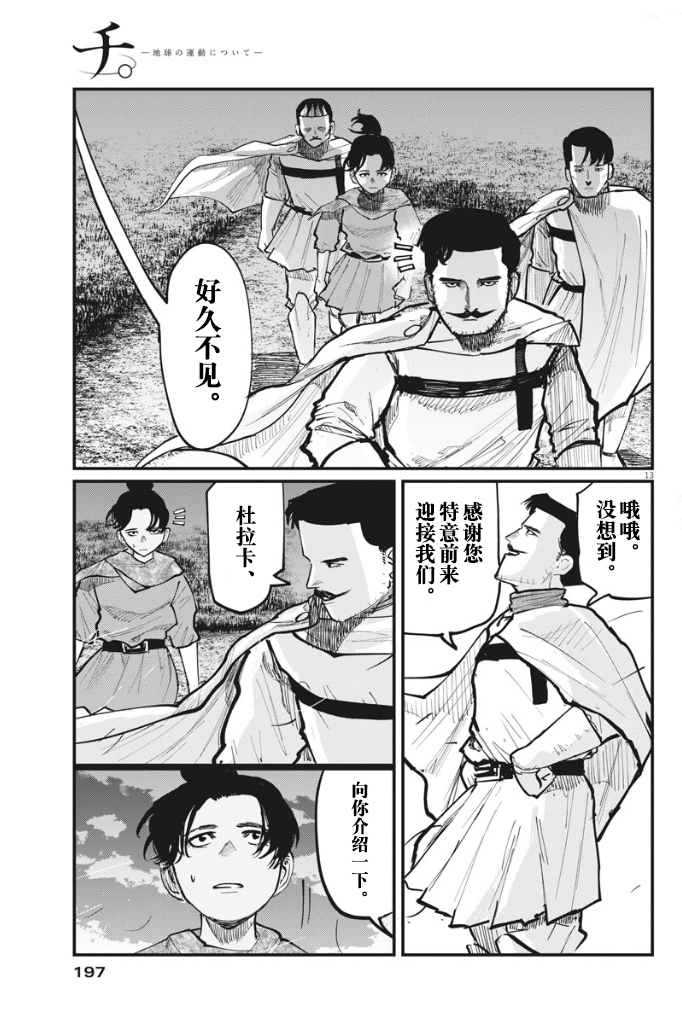 チ。
―地球の運動について―
好久不见。
13
哦哦。
没想到。
感谢您
特意前来
迎接我们。
杜拉卡、
向你介绍一下。
197